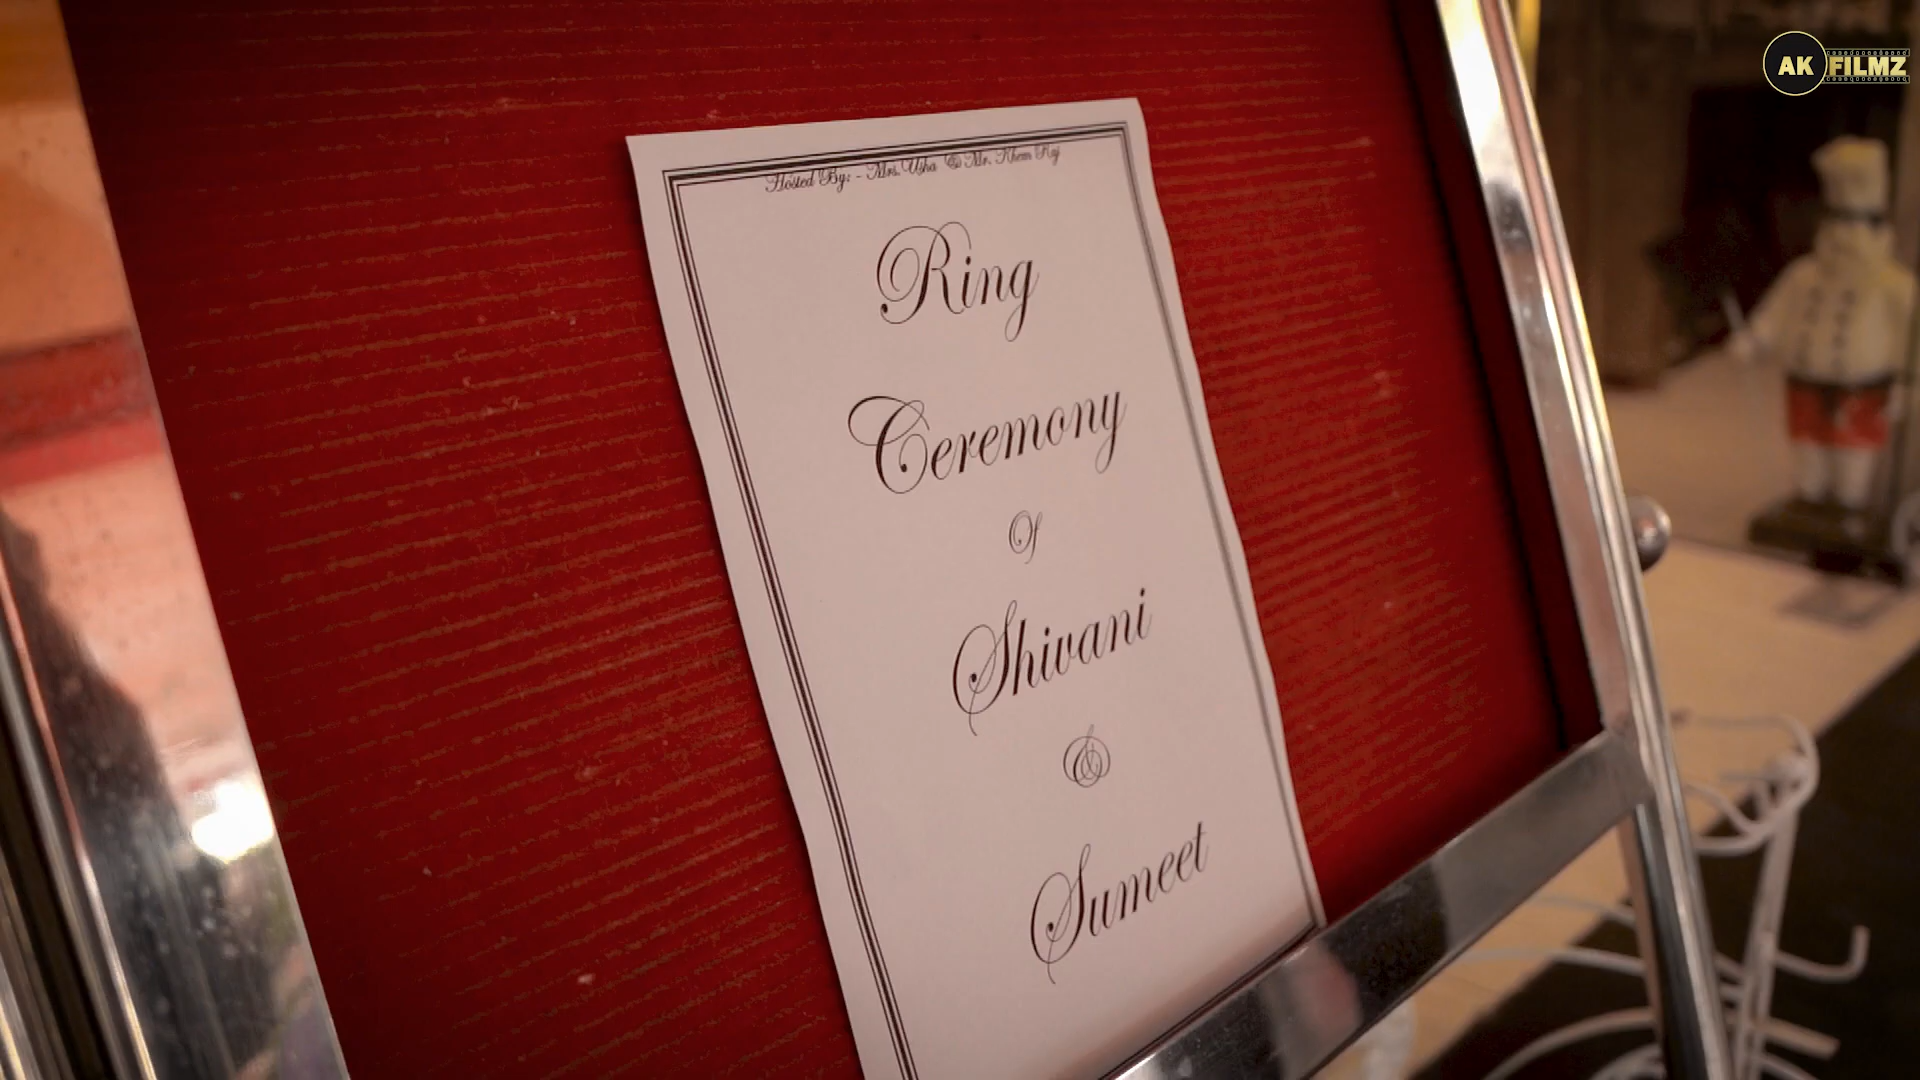 AK FILMZ
Hosted By: - Mrs. Usha & Mr. Khem Raj
Ring
Ceremony
Of
Shivani
&
Sumeet